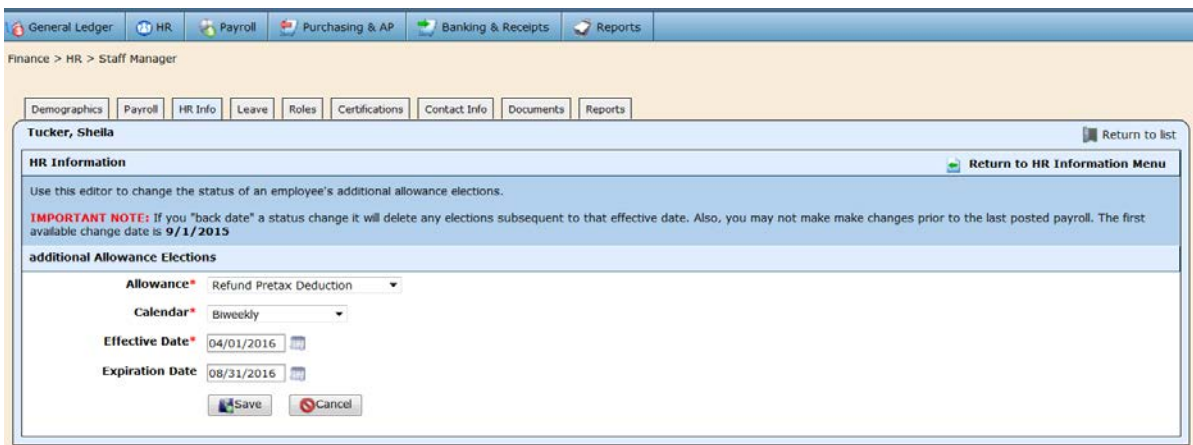 General Ledger HR Payroll Purchasing & AP Banking & Receipts Reports
Finance > HR > Staff Manager
Demographics Payroll HR Info Leave Roles Certifications Contact Info Documents Reports
Tucker, Sheila Return to list
HR Information Return to HR Information Menu
Use this editor to change the status of an employee's additional allowance elections.
IMPORTANT NOTE: If you "back date" a status change it will delete any elections subsequent to that effective date. Also, you may not make make changes prior to the last posted payroll. The first
available change date is 9/1/2015
additional Allowance Elections
Allowance* Refund Pretax Deduction
Calendar* Biweekly
Effective Date* 04/01/2016
Expiration Date 08/31/2016
Save Cancel